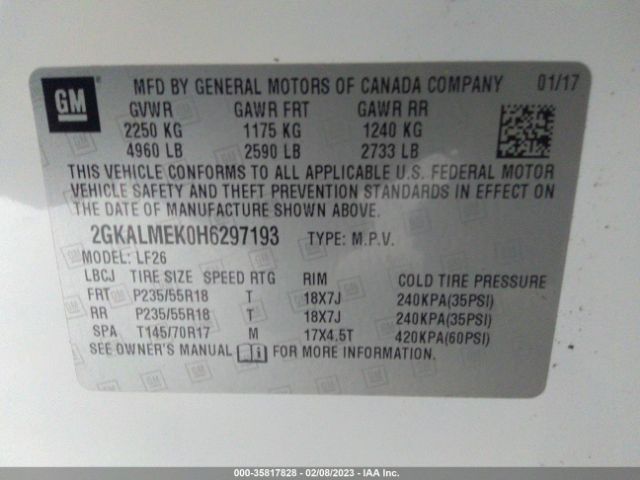 GM MFD BY GENERAL MOTORS OF CANADA COMPANY 01/17
GVWR GAWR FRT GAWR RR
2250 KG 1175 KG 1240 KG
4960 LB 2590 LB 2733 LB
THIS VEHICLE CONFORMS TO ALL APPLICABLE U.S. FEDERAL MOTOR
VEHICLE SAFETY AND THEFT PREVENTION STANDARDS IN EFFECT ON
THE DATE OF MANUFACTURE SHOWN ABOVE.
2GKALMEK0H6297193 TYPE: M.P.V.
MODEL: LF26
LBCJ TIRE SIZE SPEED RTG RIM COLD TIRE PRESSURE
FRT P235/55R18 T 18X7J 240KPA(35PSI)
RR P235/55R18 T 18X7J 240KPA(35PSI)
SPA T145/70R17 M 17X4.5T 420KPA(60PSI)
SEE OWNER'S MANUAL FOR MORE INFORMATION.
000-35817828 - 02/08/2023 - IAA Inc.